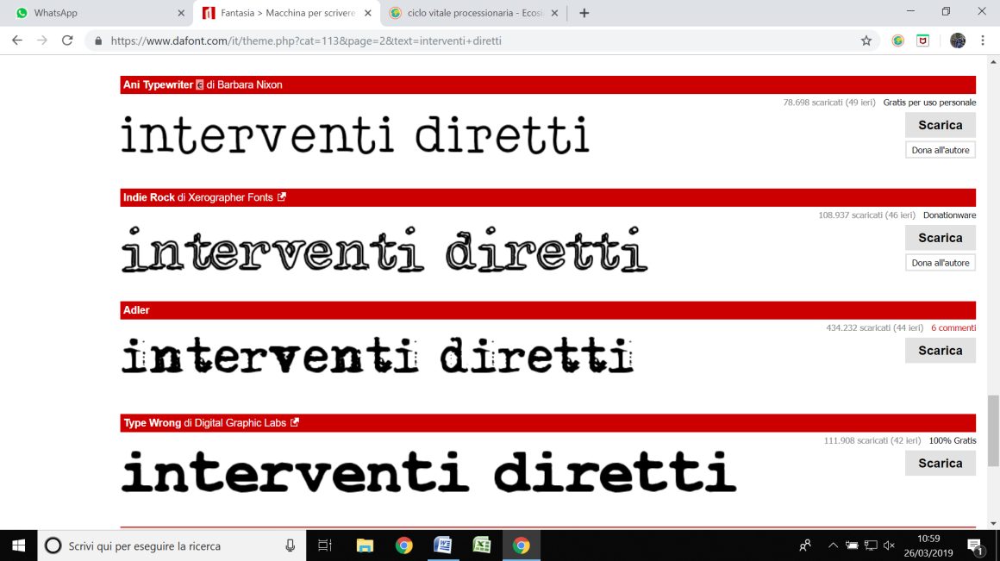 WhatsApp
Fantasia > Macchina per scrivere
ciclo vitale processionaria - Ecosi
https://www.dafont.com/it/theme.php?cat=113&page=2&text=interventi+diretti
Ani Typewriter € di Barbara Nixon
78.698 scaricati (49 ieri) Gratis per uso personale
interventi diretti
Scarica
Dona all'autore
Indie Rock di Xerographer Fonts
108.937 scaricati (46 ieri) Donationware
interventi diretti
Scarica
Dona all'autore
Adler
434.232 scaricati (44 ieri) 6 commenti
interventi diretti
Scarica
Type Wrong di Digital Graphic Labs
111.908 scaricati (42 ieri) 100% Gratis
interventi diretti
Scarica
Scrivi qui per eseguire la ricerca
10:59
26/03/2019
1